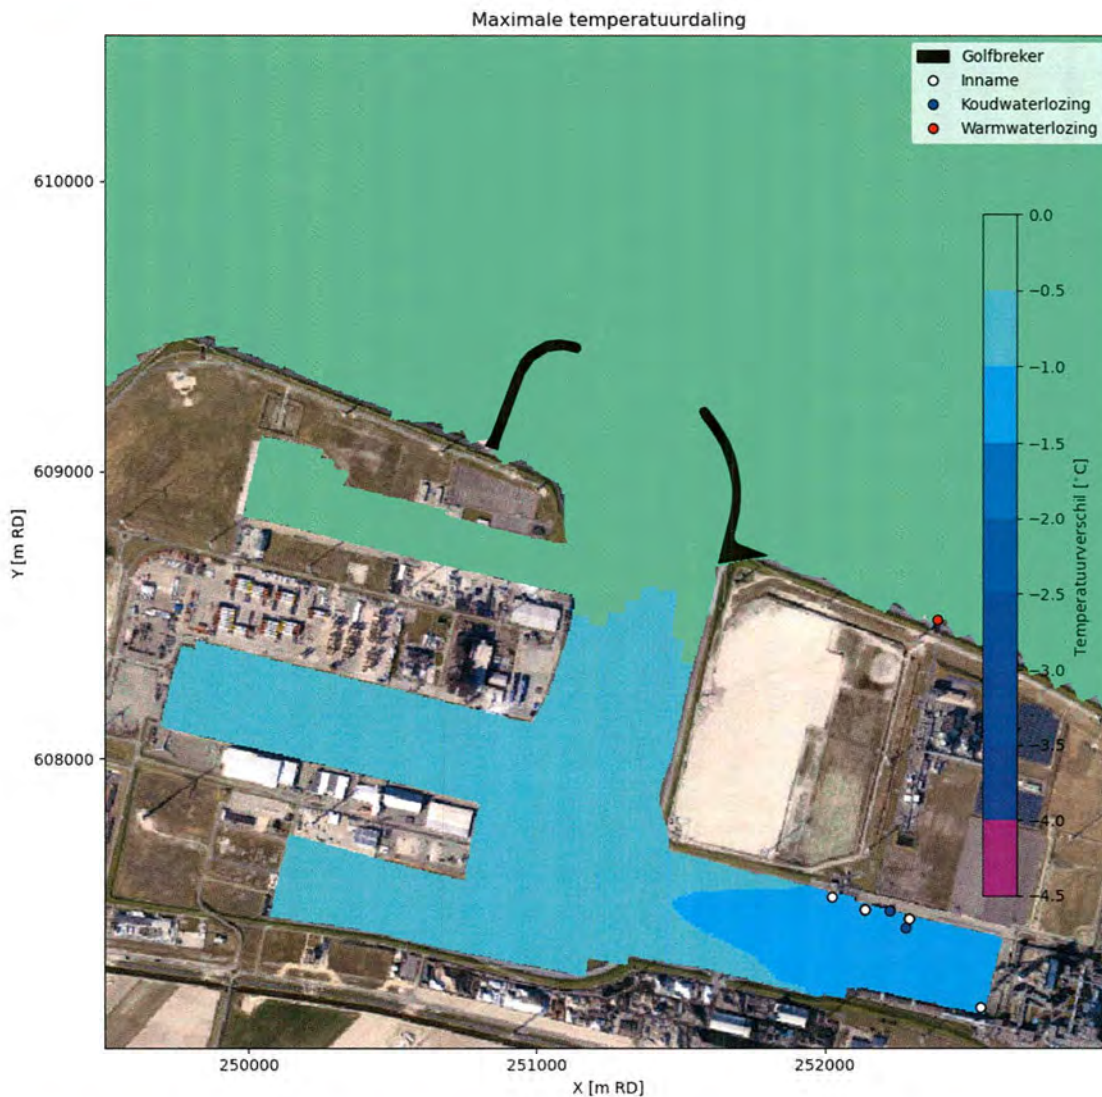 Maximale temperatuurdaling
Golfbreker
Inname
Koudwaterlozing
Warmwaterlozing
610000
609000
608000
Y [m RD]
0.0
−0.5
−1.0
−1.5
−2.0
−2.5
−3.0
−3.5
−4.0
−4.5
Temperatuurverschil [°C]
250000
251000
252000
X [m RD]